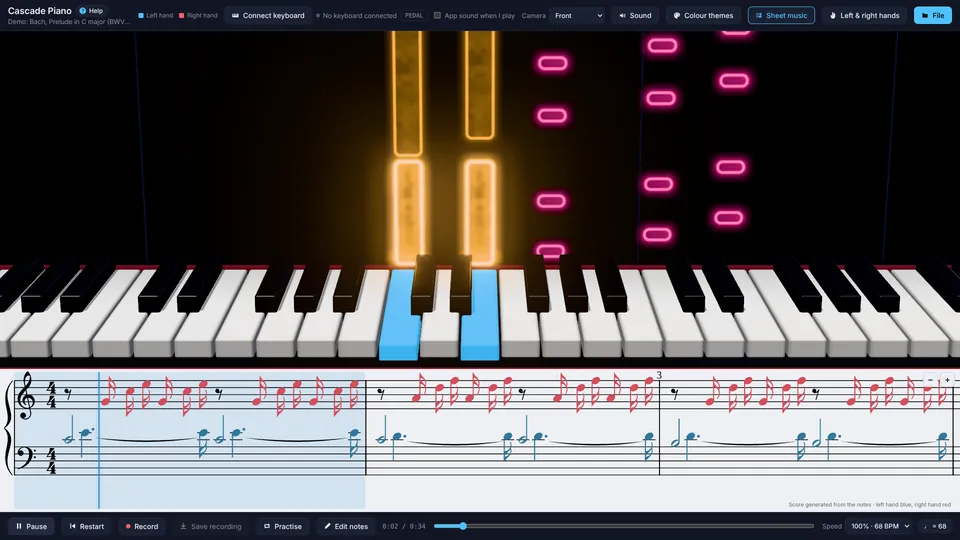 Cascade Piano Help
Demo: Bach, Prelude in C major (BWV...
Left hand Right hand
Connect keyboard
No keyboard connected
PEDAL
App sound when I play
Camera
Front
Sound
Colour themes
Sheet music
Left & right hands
File
3
− +
Score generated from the notes · left hand blue, right hand red
Pause
Restart
Record
Save recording
Practise
Edit notes
0:02 / 0:34
Speed
100% · 68 BPM
♩ = 68